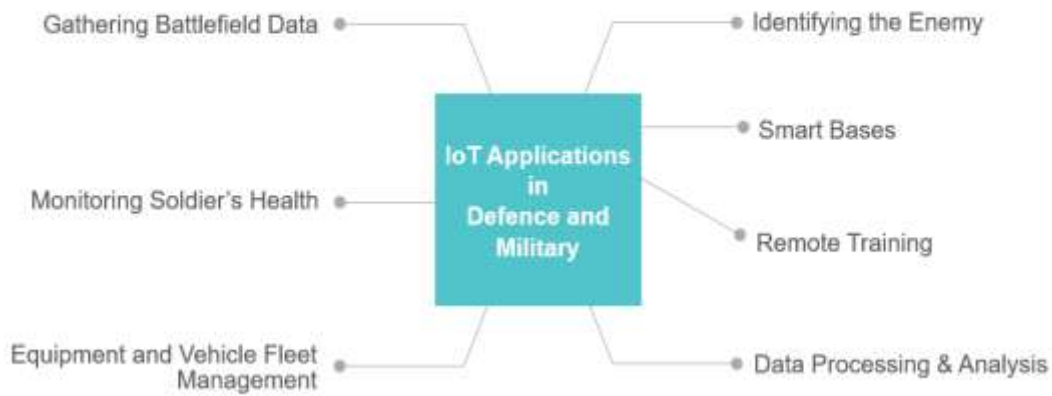 Gathering Battlefield Data
Identifying the Enemy
IoT Applications
in
Defence and
Military
Smart Bases
Monitoring Soldier's Health
Remote Training
Equipment and Vehicle Fleet
Management
Data Processing & Analysis